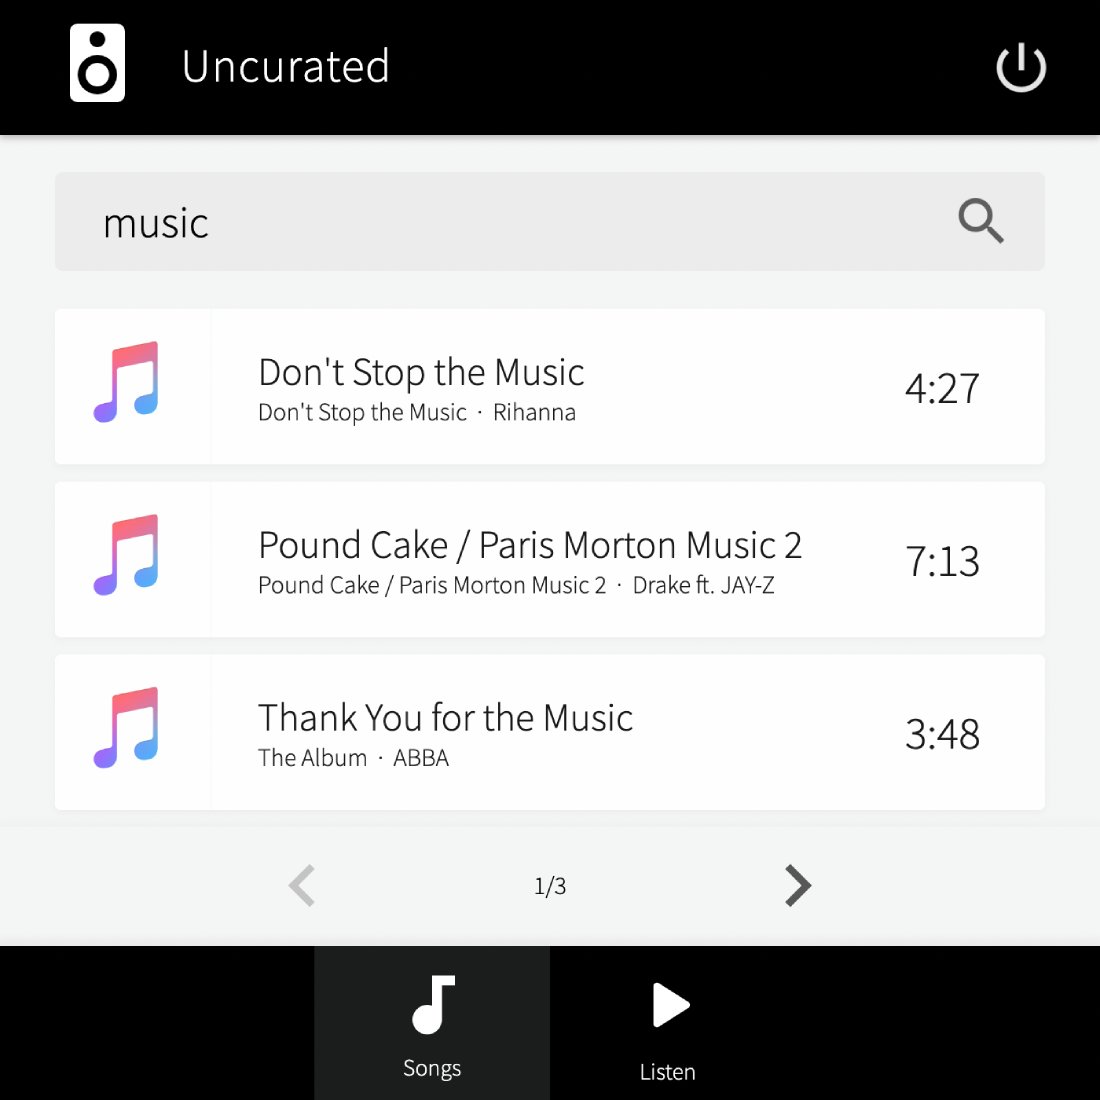 Uncurated
music
Don't Stop the Music
Don't Stop the Music · Rihanna
4:27
Pound Cake / Paris Morton Music 2
Pound Cake / Paris Morton Music 2 · Drake ft. JAY-Z
7:13
Thank You for the Music
The Album · ABBA
3:48
1/3
Songs
Listen